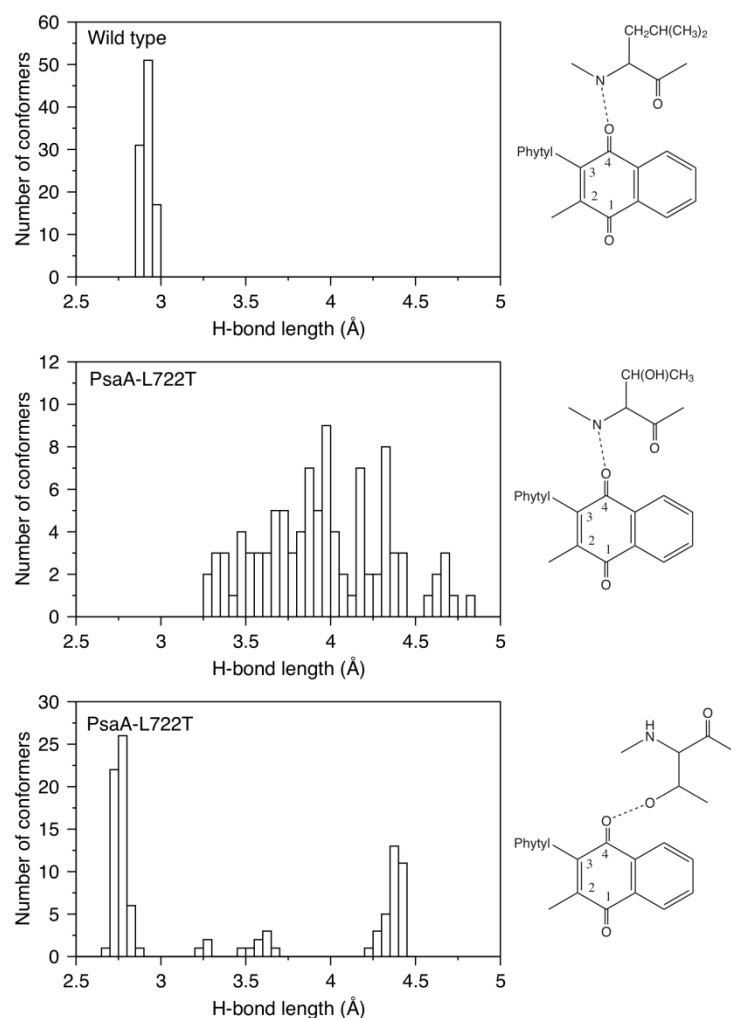 Wild type
60
50
40
30
20
10
0
Number of conformers
2.5 3 3.5 4 4.5 5
H-bond length (Å)
CH₂CH(CH₃)₂
N
O
O
Phytyl
4
3
2
1
O
PsaA-L722T
12
10
8
6
4
2
0
Number of conformers
2.5 3 3.5 4 4.5 5
H-bond length (Å)
CH(OH)CH₃
N
O
O
Phytyl
4
3
2
1
O
PsaA-L722T
30
25
20
15
10
5
0
Number of conformers
2.5 3 3.5 4 4.5 5
H-bond length (Å)
H
N
O
O
O
Phytyl
4
3
2
1
O